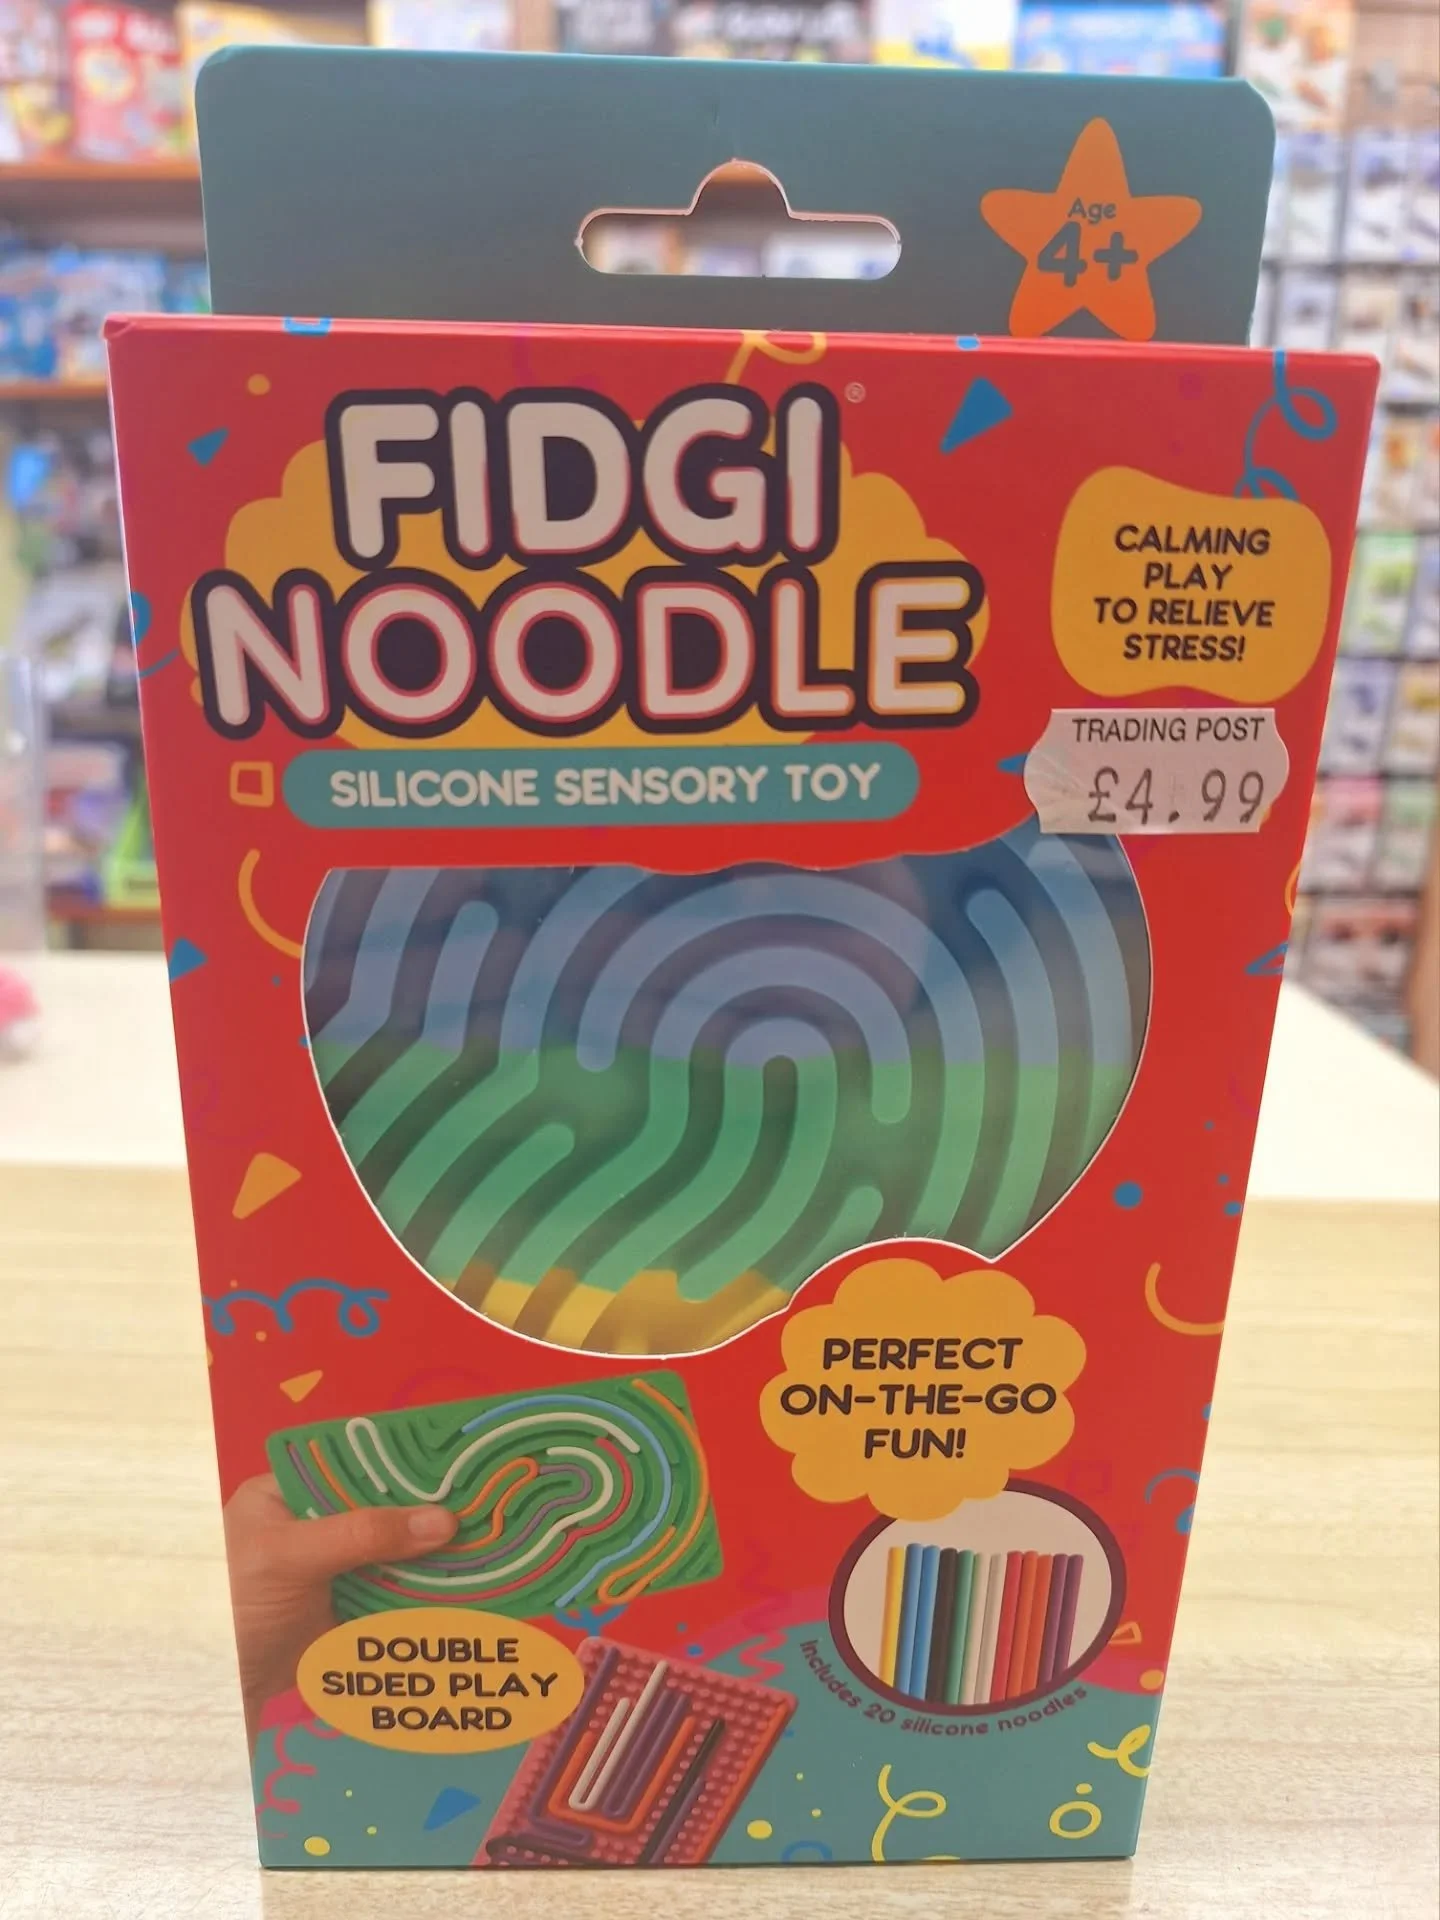 Age
4+
FIDGI®
NOODLE
SILICONE SENSORY TOY
CALMING
PLAY
TO RELIEVE
STRESS!
TRADING POST
£4.99
PERFECT
ON-THE-GO
FUN!
DOUBLE
SIDED PLAY
BOARD
Includes 20 silicone noodles